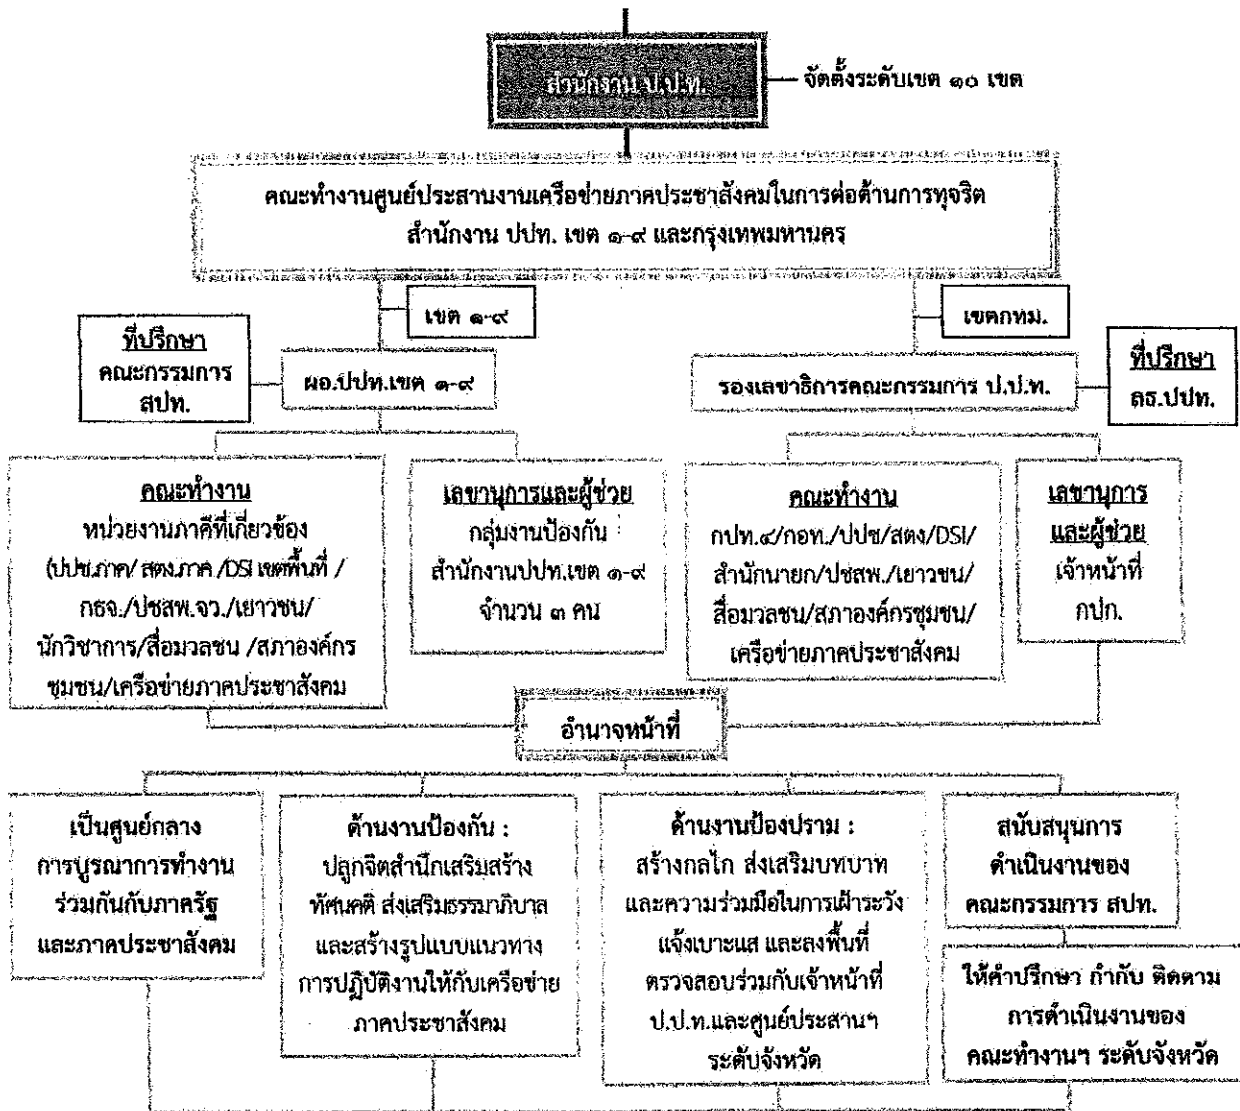 สำนักงาน ป.ป.ท.
จัดตั้งระดับเขต ๑๐ เขต
คณะทำงานศูนย์ประสานงานเครือข่ายภาคประชาสังคมในการต่อต้านการทุจริต
สำนักงาน ปปท. เขต ๑-๙ และกรุงเทพมหานคร
เขต ๑-๙
เขตกทม.
ที่ปรึกษา
คณะกรรมการ
สปท.
ผอ.ปปท.เขต ๑-๙
รองเลขาธิการคณะกรรมการ ป.ป.ท.
ที่ปรึกษา
ลธ.ปปท.
คณะทำงาน
หน่วยงานภาคีที่เกี่ยวข้อง
(ปปช.ภาค/ สตง.ภาค /DSI เขตพื้นที่ /
กธจ./ปชสพ.จว./เยาวชน/
นักวิชาการ/สื่อมวลชน /สภาองค์กร
ชุมชน/เครือข่ายภาคประชาสังคม
เลขานุการและผู้ช่วย
กลุ่มงานป้องกัน :
สำนักงานปปท.เขต ๑-๙
จำนวน ๓ คน
คณะทำงาน
กปท.๔/กอท./ปปช/สตง/DSI/
สำนักนายก/ปชสพ./เยาวชน/
สื่อมวลชน/สภาองค์กรชุมชน/
เครือข่ายภาคประชาสังคม
เลขานุการ
และผู้ช่วย
เจ้าหน้าที่
กปก.
อำนาจหน้าที่
เป็นศูนย์กลาง
การบูรณาการทำงาน
ร่วมกันกับภาครัฐ
และภาคประชาสังคม
ด้านงานป้องกัน :
ปลูกจิตสำนึกเสริมสร้าง
ทัศนคติ ส่งเสริมธรรมาภิบาล
และสร้างรูปแบบแนวทาง
การปฏิบัติงานให้กับเครือข่าย
ภาคประชาสังคม
ด้านงานป้องปราม :
สร้างกลไก ส่งเสริมบทบาท
และความร่วมมือในการเฝ้าระวัง
แจ้งเบาะแส และลงพื้นที่
ตรวจสอบร่วมกับเจ้าหน้าที่
ป.ป.ท.และศูนย์ประสานฯ
ระดับจังหวัด
สนับสนุนการ
ดำเนินงานของ
คณะกรรมการ สปท.
ให้คำปรึกษา กำกับ ติดตาม
การดำเนินงานของ
คณะทำงานฯ ระดับจังหวัด